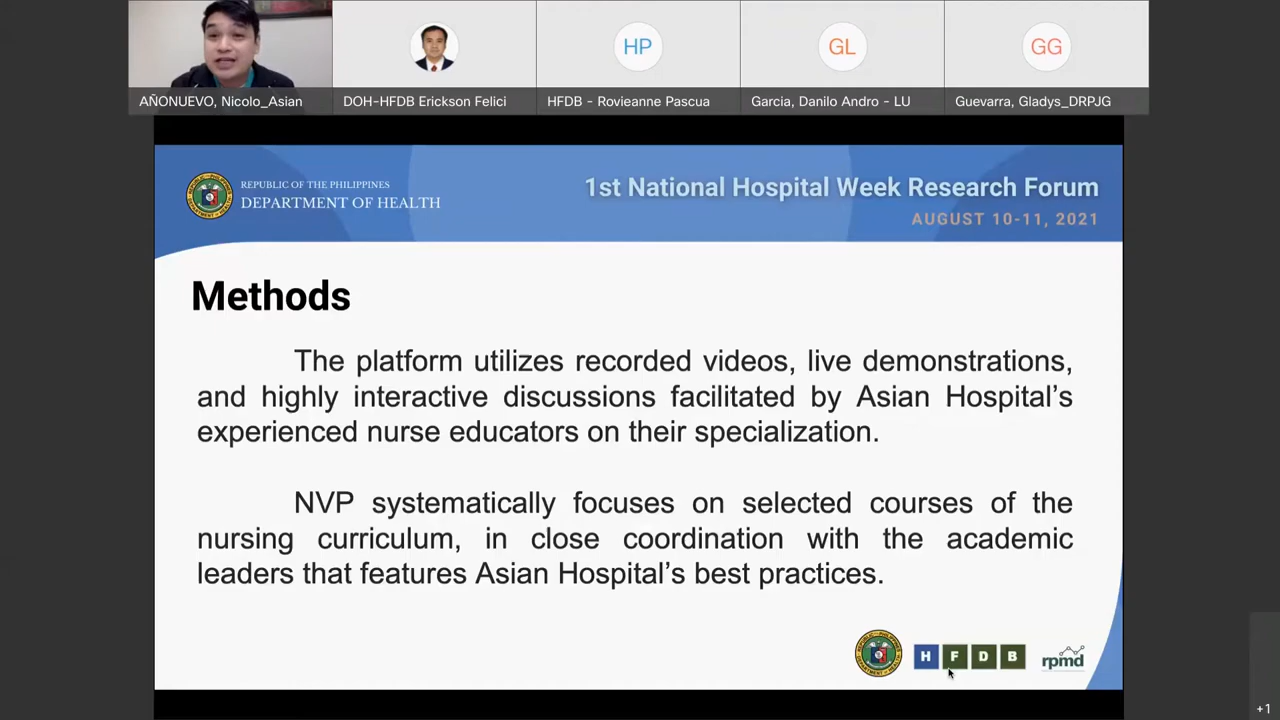 AÑONUEVO, Nicolo_Asian
DOH-HFDB Erickson Felici
HP
HFDB - Rovieanne Pascua
GL
Garcia, Danilo Andro - LU
GG
Guevarra, Gladys_DRPJG
REPUBLIC OF THE PHILIPPINES
DEPARTMENT OF HEALTH
1st National Hospital Week Research Forum
AUGUST 10-11, 2021
Methods
The platform utilizes recorded videos, live demonstrations,
and highly interactive discussions facilitated by Asian Hospital’s
experienced nurse educators on their specialization.
NVP systematically focuses on selected courses of the
nursing curriculum, in close coordination with the academic
leaders that features Asian Hospital’s best practices.
H F D B
rpmd
+1